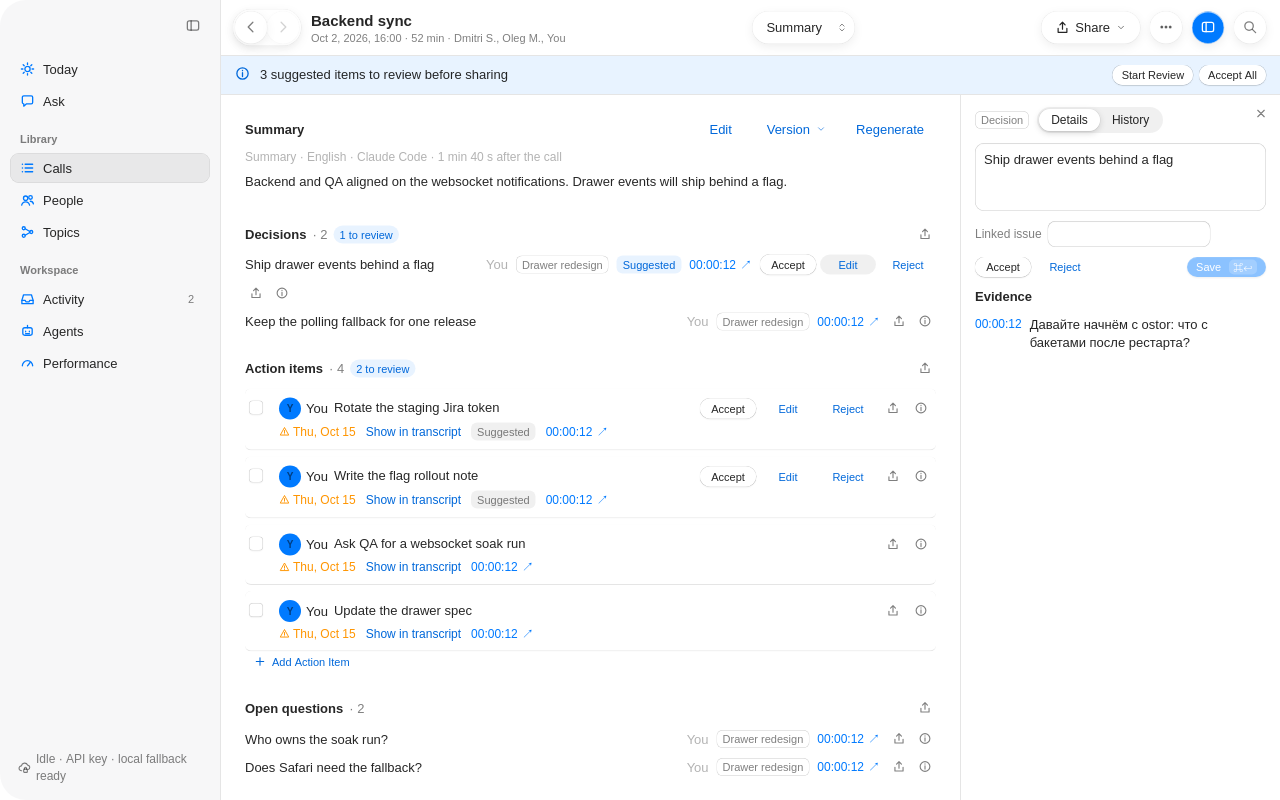 Today
Ask
Library
Calls
People
Topics
Workspace
Activity 2
Agents
Performance
Idle · API key · local fallback
ready
Backend sync
Oct 2, 2026, 16:00 · 52 min · Dmitri S., Oleg M., You
Summary
Share
3 suggested items to review before sharing
Start Review
Accept All
Summary
Edit
Version
Regenerate
Summary · English · Claude Code · 1 min 40 s after the call
Backend and QA aligned on the websocket notifications. Drawer events will ship behind a flag.
Decisions · 2 1 to review
Ship drawer events behind a flag You Drawer redesign Suggested 00:00:12 ↗ Accept Edit Reject
Keep the polling fallback for one release You Drawer redesign 00:00:12 ↗
Action items · 4 2 to review
Y You Rotate the staging Jira token Accept Edit Reject
Thu, Oct 15 Show in transcript Suggested 00:00:12 ↗
Y You Write the flag rollout note Accept Edit Reject
Thu, Oct 15 Show in transcript Suggested 00:00:12 ↗
Y You Ask QA for a websocket soak run
Thu, Oct 15 Show in transcript 00:00:12 ↗
Y You Update the drawer spec
Thu, Oct 15 Show in transcript 00:00:12 ↗
Add Action Item
Open questions · 2
Who owns the soak run? You Drawer redesign 00:00:12 ↗
Does Safari need the fallback? You Drawer redesign 00:00:12 ↗
Decision Details History
Ship drawer events behind a flag
Linked issue
Accept Reject Save ⌘↩
Evidence
00:00:12 Давайте начнём с ostor: что с
бакетами после рестарта?